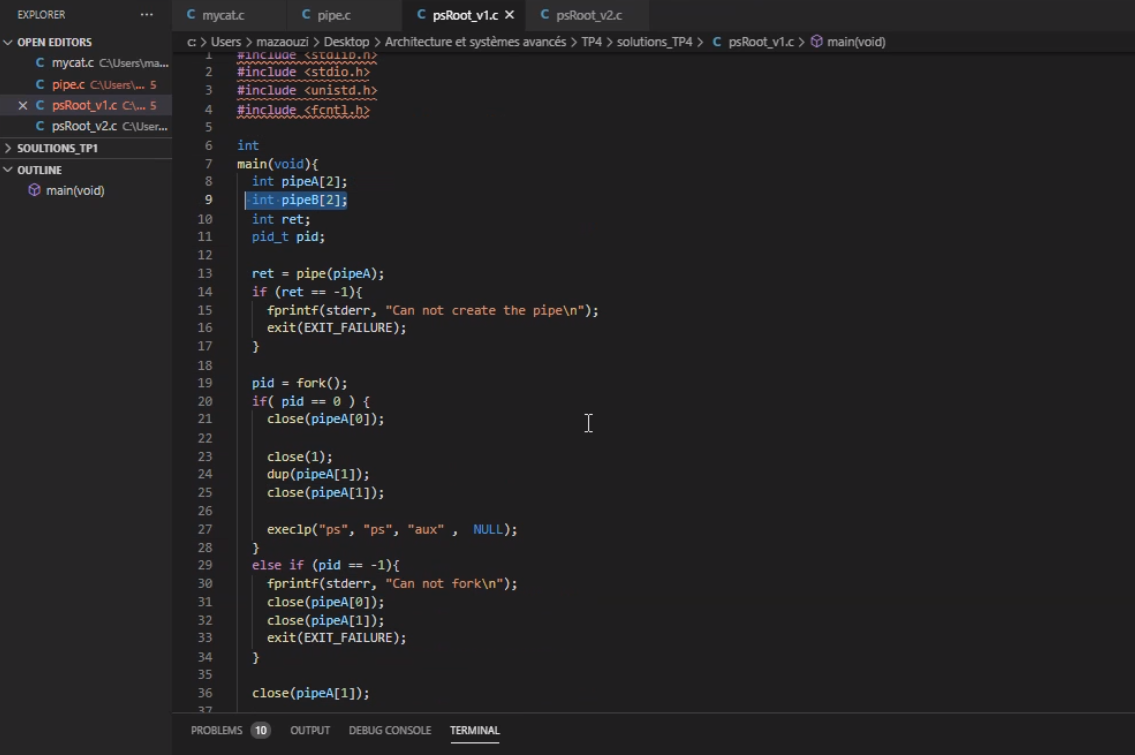 EXPLORER ...
OPEN EDITORS
C mycat.c C:\Users\ma...
C pipe.c C:\Users\... 5
× C psRoot_v1.c C:\... 5
C psRoot_v2.c C:\User...
SOULTIONS_TP1
OUTLINE
main(void)
C mycat.c C pipe.c C psRoot_v1.c × C psRoot_v2.c
c: > Users > mazaouzi > Desktop > Architecture et systèmes avancés > TP4 > solutions_TP4 > C psRoot_v1.c > main(void)
1 #include <stdlib.h>
2 #include <stdio.h>
3 #include <unistd.h>
4 #include <fcntl.h>
5
6 int
7 main(void){
8 int pipeA[2];
9 int pipeB[2];
10 int ret;
11 pid_t pid;
12
13 ret = pipe(pipeA);
14 if (ret == -1){
15 fprintf(stderr, "Can not create the pipe\n");
16 exit(EXIT_FAILURE);
17 }
18
19 pid = fork();
20 if( pid == 0 ) {
21 close(pipeA[0]);
22
23 close(1);
24 dup(pipeA[1]);
25 close(pipeA[1]);
26
27 execlp("ps", "ps", "aux" , NULL);
28 }
29 else if (pid == -1){
30 fprintf(stderr, "Can not fork\n");
31 close(pipeA[0]);
32 close(pipeA[1]);
33 exit(EXIT_FAILURE);
34 }
35
36 close(pipeA[1]);
37
PROBLEMS 10 OUTPUT DEBUG CONSOLE TERMINAL